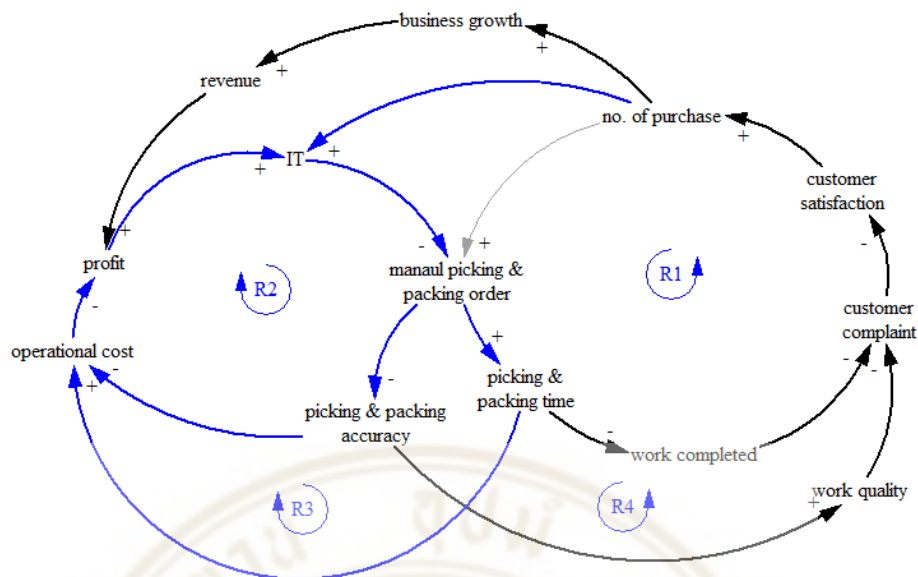 business growth
+
+
revenue
no. of purchase
+
IT
+
+
customer
satisfaction
+
profit
-
+
manaul picking &
packing order
-
R2
R1
-
customer
complaint
operational cost
+
-
+
-
picking &
packing time
-
-
picking & packing
accuracy
-
work completed
work quality
+
R3
R4